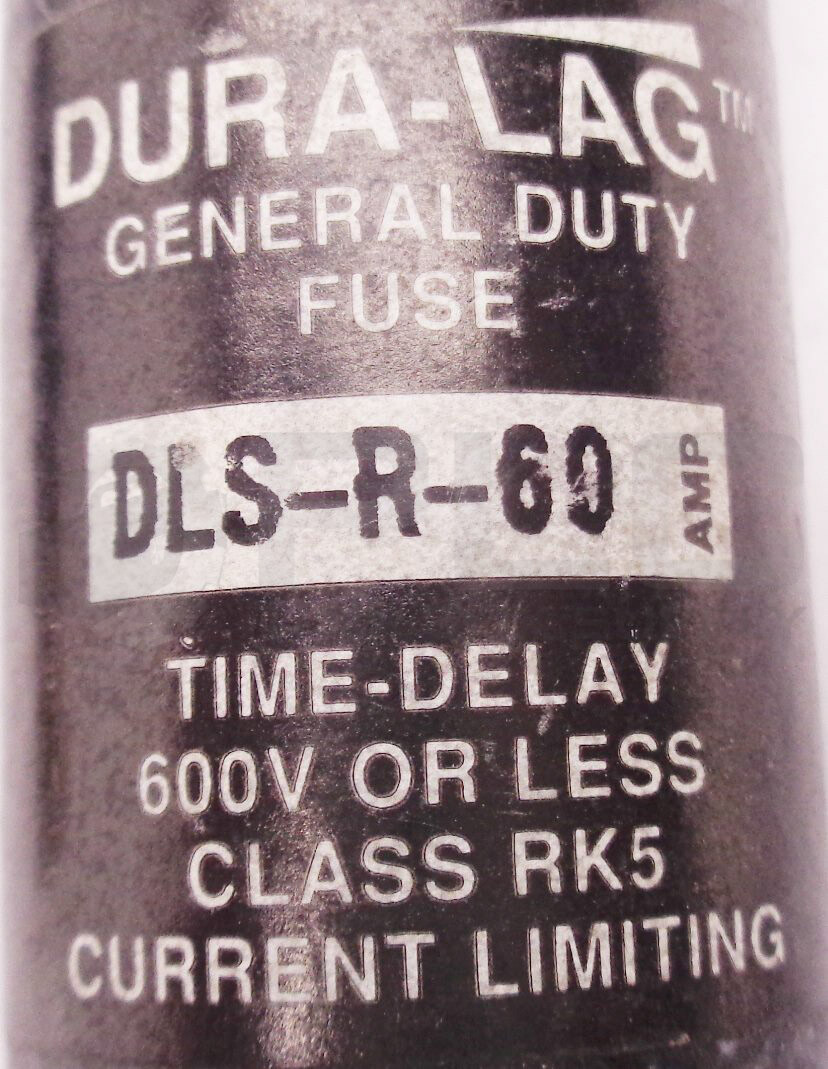 DURA-LAG™
GENERAL DUTY
FUSE
DLS-R-60 AMP
TIME-DELAY
600V OR LESS
CLASS RK5
CURRENT LIMITING